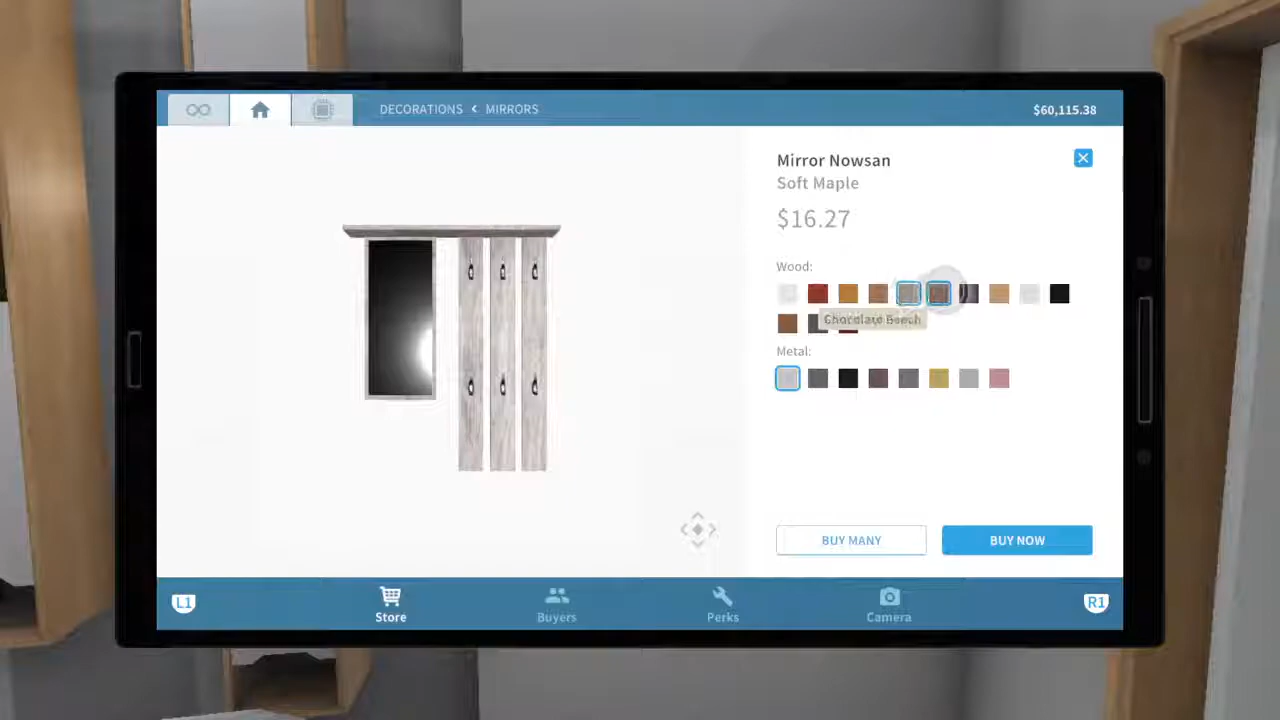 DECORATIONS < MIRRORS
$60,115.38
Mirror Nowsan
Soft Maple
$16.27
Wood:
Chocolate Beech
Metal:
BUY MANY
BUY NOW
L1
Store
Buyers
Perks
Camera
R1